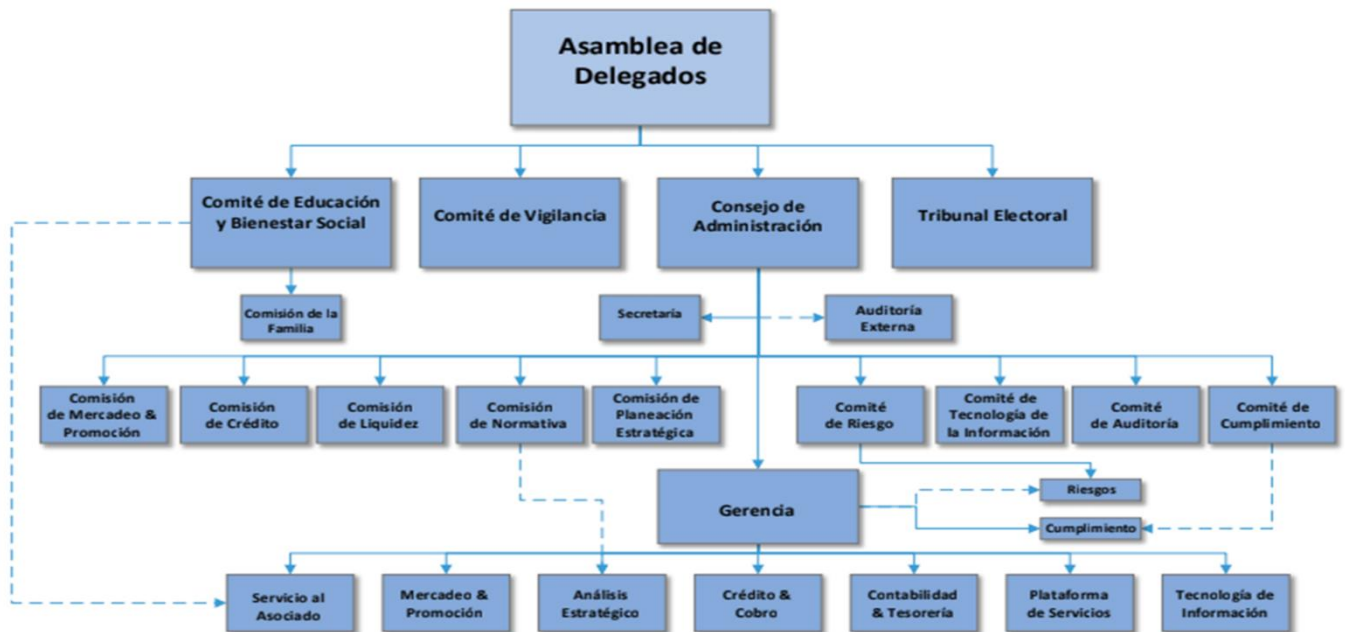 Asamblea de
Delegados
Comité de Educación
y Bienestar Social
Comité de Vigilancia
Consejo de
Administración
Tribunal Electoral
Comisión de la
Familia
Secretaría
Auditoría
Externa
Comisión
de Mercadeo &
Promoción
Comisión
de Crédito
Comisión
de Liquidez
Comisión
de Normativa
Comisión de
Planeación
Estratégica
Comité
de Riesgo
Comité de
Tecnología de
la Información
Comité
de Auditoría
Comité de
Cumplimiento
Gerencia
Riesgos
Cumplimiento
Servicio al
Asociado
Mercadeo &
Promoción
Análisis
Estratégico
Crédito &
Cobro
Contabilidad
& Tesorería
Plataforma
de Servicios
Tecnología de
Información